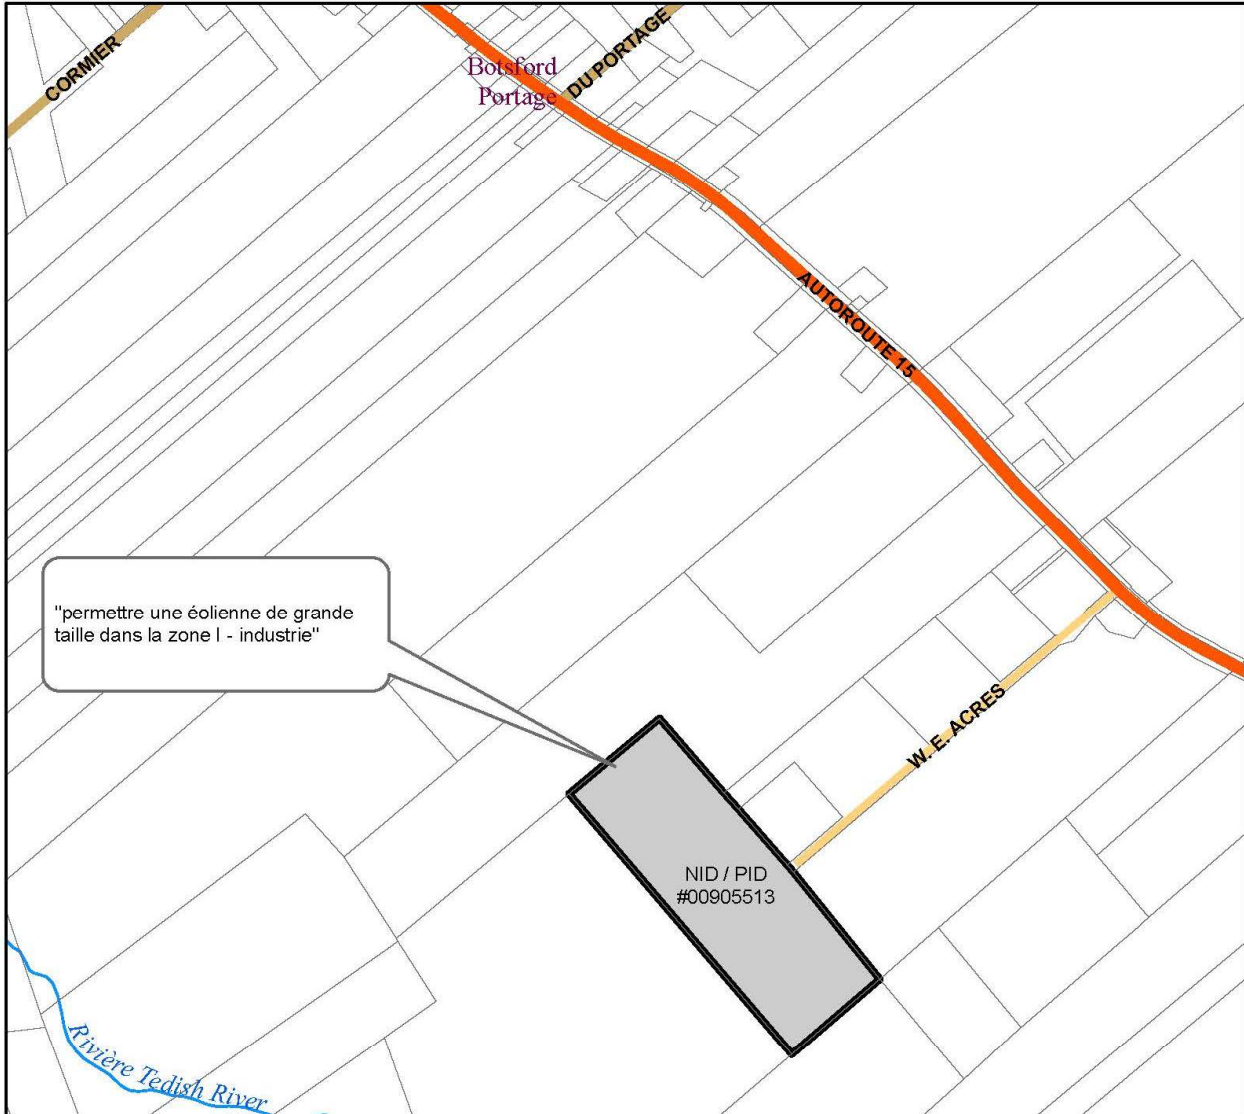 CORMIER
Botsford
Portage
DU PORTAGE
AUTOROUTE 15
"permettre une éolienne de grande
taille dans la zone I - industrie"
W. E. ACRES
NID / PID
#00905513
Rivière Tedish River